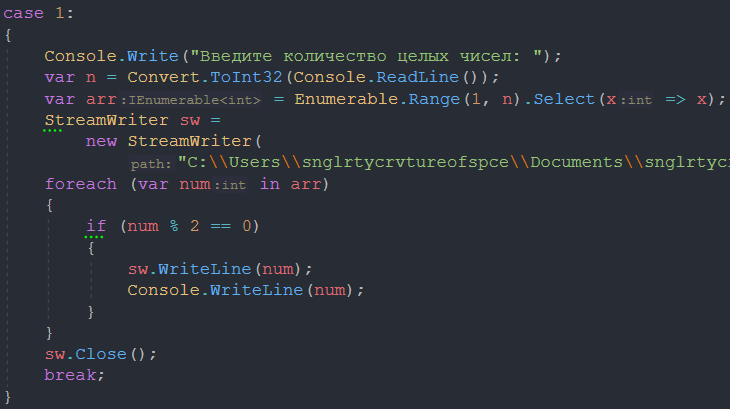 case 1:
{
Console.Write("Введите количество целых чисел: ");
var n = Convert.ToInt32(Console.ReadLine());
var arr :IEnumerable<int> = Enumerable.Range(1, n).Select(x :int => x);
StreamWriter sw =
new StreamWriter(
path: "C:\\Users\\snglrtycrvtureofspce\\Documents\\snglrtycr
foreach (var num :int in arr)
{
if (num % 2 == 0)
{
sw.WriteLine(num);
Console.WriteLine(num);
}
}
sw.Close();
break;
}